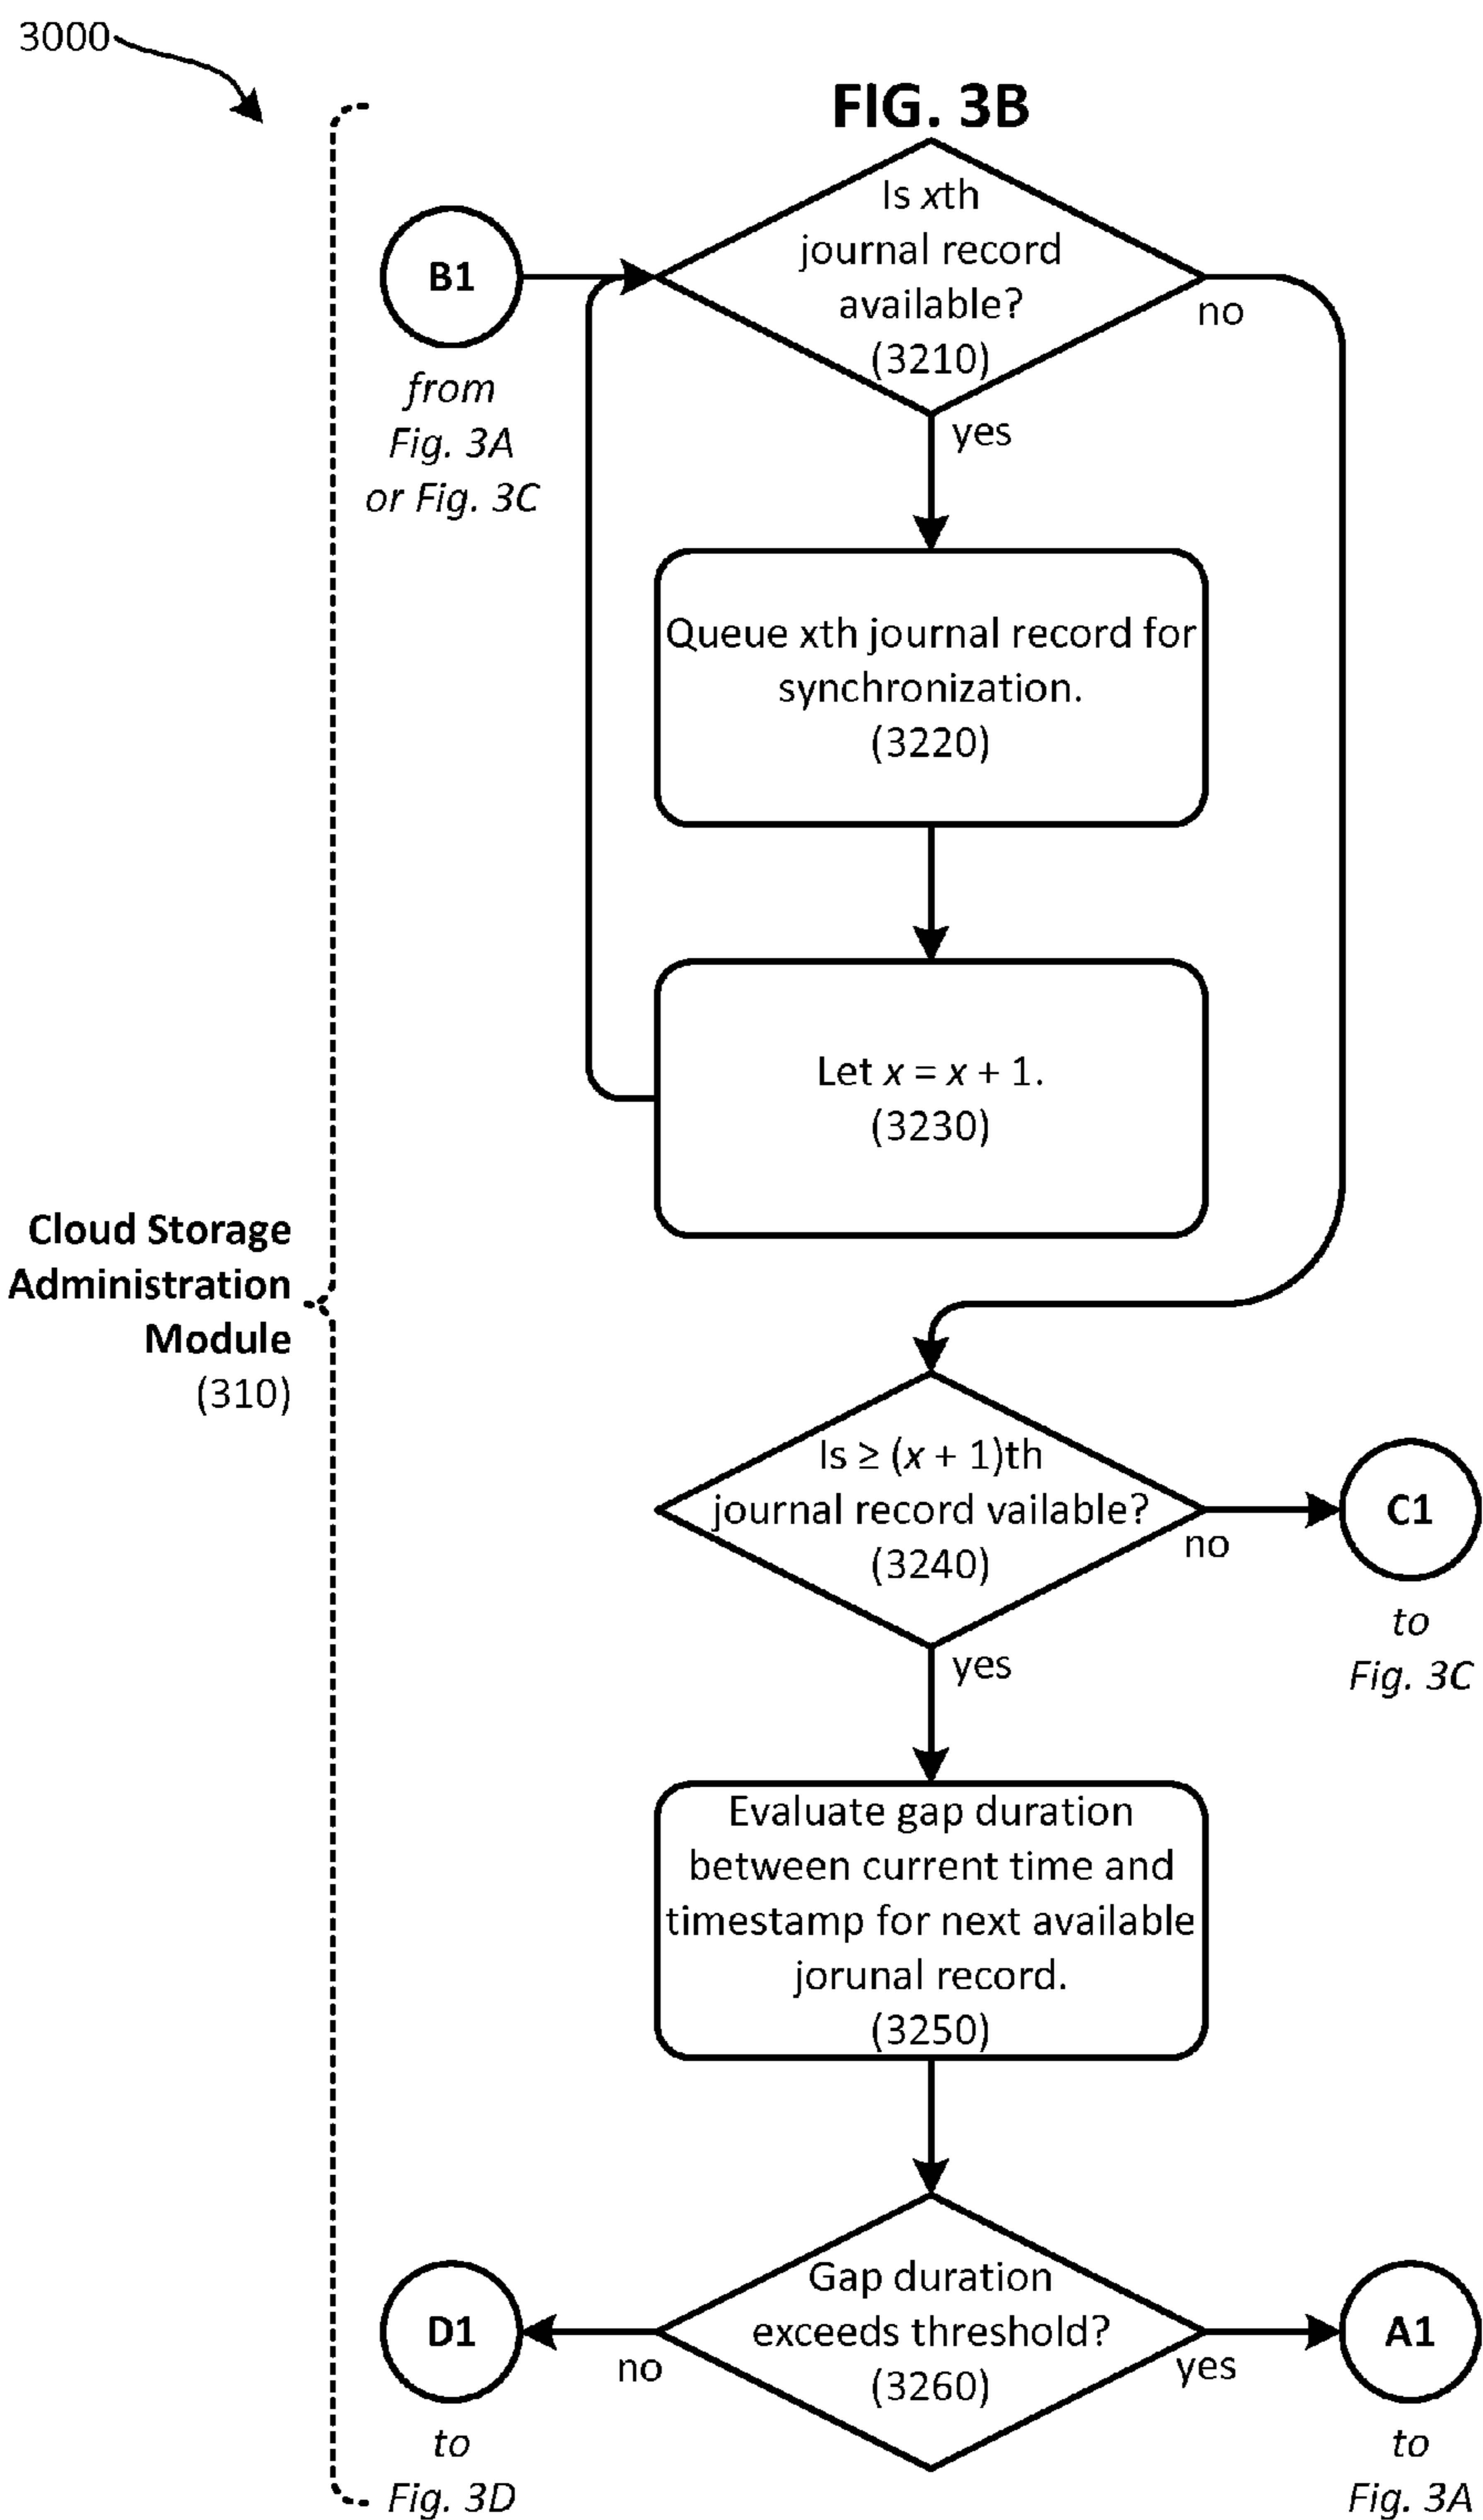 3000
FIG. 3B
Is xth
journal record
available?
(3210)
B1
from
Fig. 3A
or Fig. 3C
no
yes
Queue xth journal record for
synchronization.
(3220)
Let x = x + 1.
(3230)
Cloud Storage
Administration
Module
(310)
Is ≥ (x + 1)th
journal record vailable?
(3240)
no
C1
to
Fig. 3C
yes
Evaluate gap duration
between current time and
timestamp for next available
jorunal record.
(3250)
Gap duration
exceeds threshold?
(3260)
no
D1
to
Fig. 3D
yes
A1
to
Fig. 3A